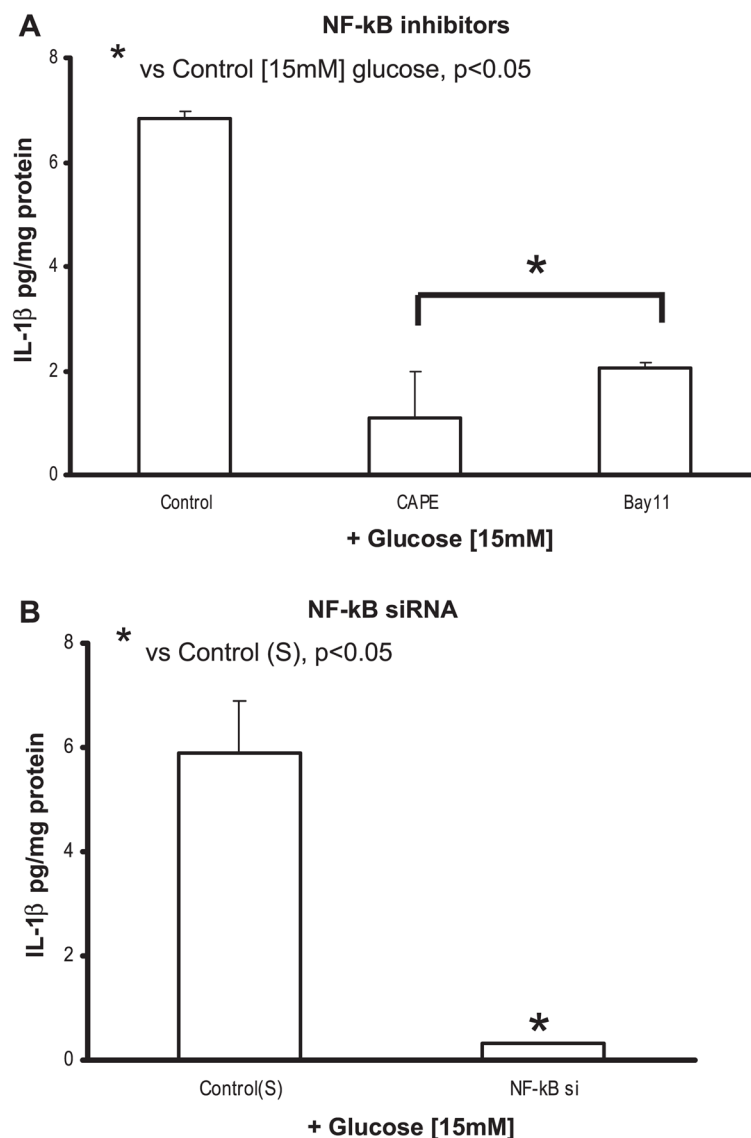 A
NF-kB inhibitors
* vs Control [15mM] glucose, p<0.05
IL-1β pg/mg protein
8
6
4
2
0
*
Control CAPE Bay11
+ Glucose [15mM]
B
NF-kB siRNA
* vs Control (S), p<0.05
IL-1β pg/mg protein
8
6
4
2
0
*
Control(S) NF-kB si
+ Glucose [15mM]